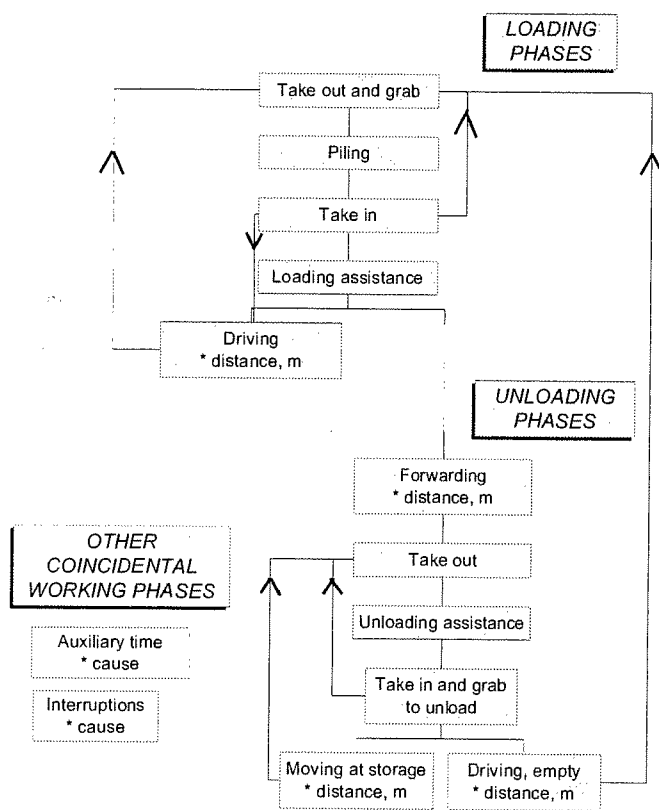 LOADING
PHASES
Take out and grab
Piling
Take in
Loading assistance
Driving
* distance, m
UNLOADING
PHASES
Forwarding
* distance, m
OTHER
COINCIDENTAL
WORKING PHASES
Take out
Unloading assistance
Auxiliary time
* cause
Take in and grab
to unload
Interruptions
* cause
Moving at storage
* distance, m
Driving, empty
* distance, m